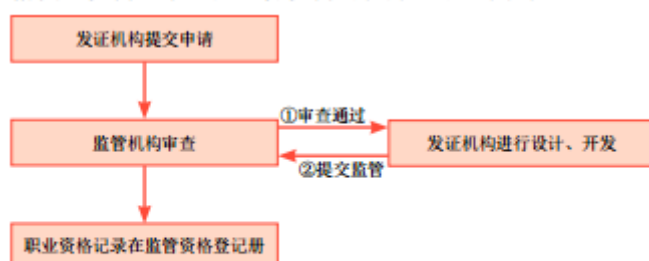 发证机构提交申请
①审查通过
监管机构审查
发证机构进行设计、开发
②提交监管
职业资格记录在监管资格登记册